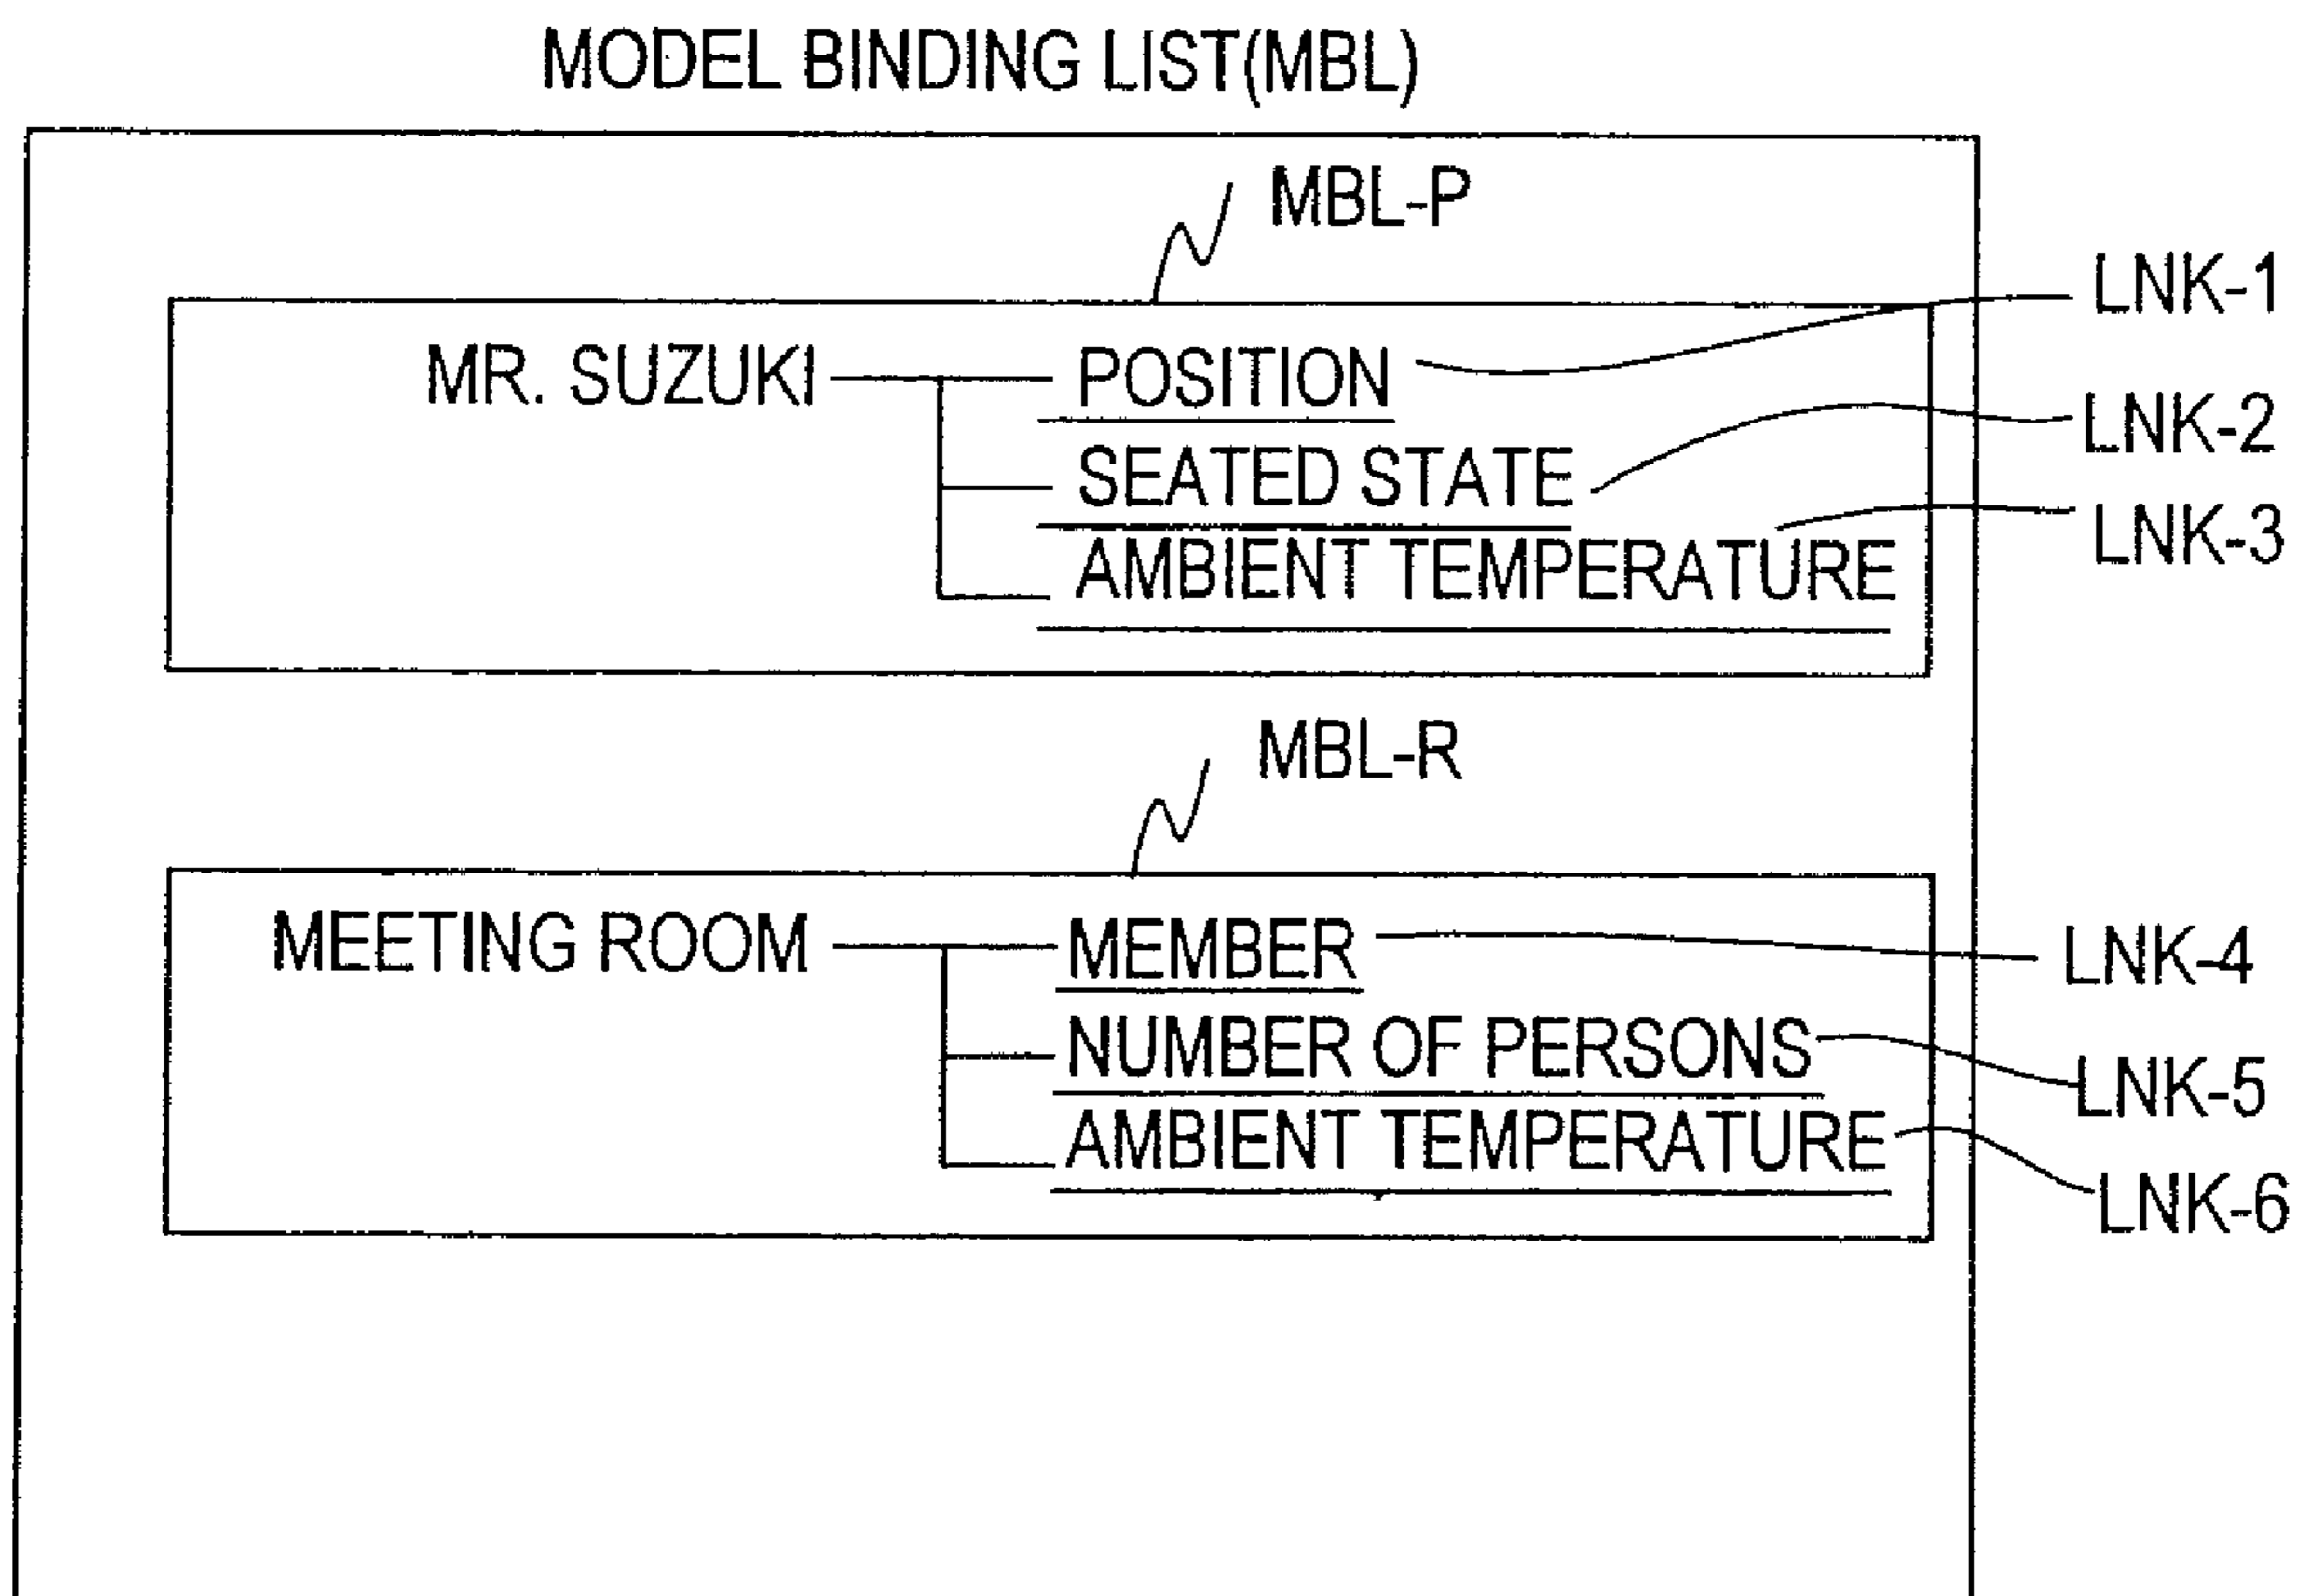 MODEL BINDING LIST(MBL)
MBL-P
LNK-1
MR. SUZUKI POSITION
LNK-2
SEATED STATE
LNK-3
AMBIENT TEMPERATURE
MBL-R
MEETING ROOM MEMBER
LNK-4
NUMBER OF PERSONS
LNK-5
AMBIENT TEMPERATURE
LNK-6